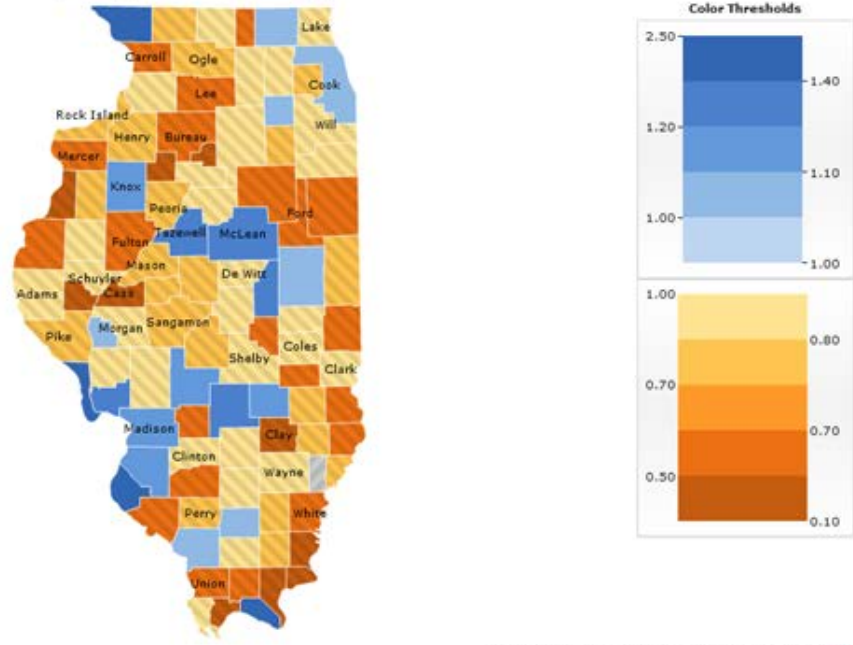 Color Thresholds
Lake
Carroll
Ogle
Cook
Lee
Rock Island
Will
Henry
Bureau
Mercer
Knox
Peoria
Ford
Tazewell
McLean
Fulton
Mason
De Witt
Schuyler
Adams
Cass
Morgan
Sangamon
Pike
Coles
Shelby
Clark
Madison
Clay
Clinton
Wayne
Perry
White
Union
2.50
1.40
1.20
1.10
1.00
1.00
1.00
0.80
0.70
0.70
0.50
0.10